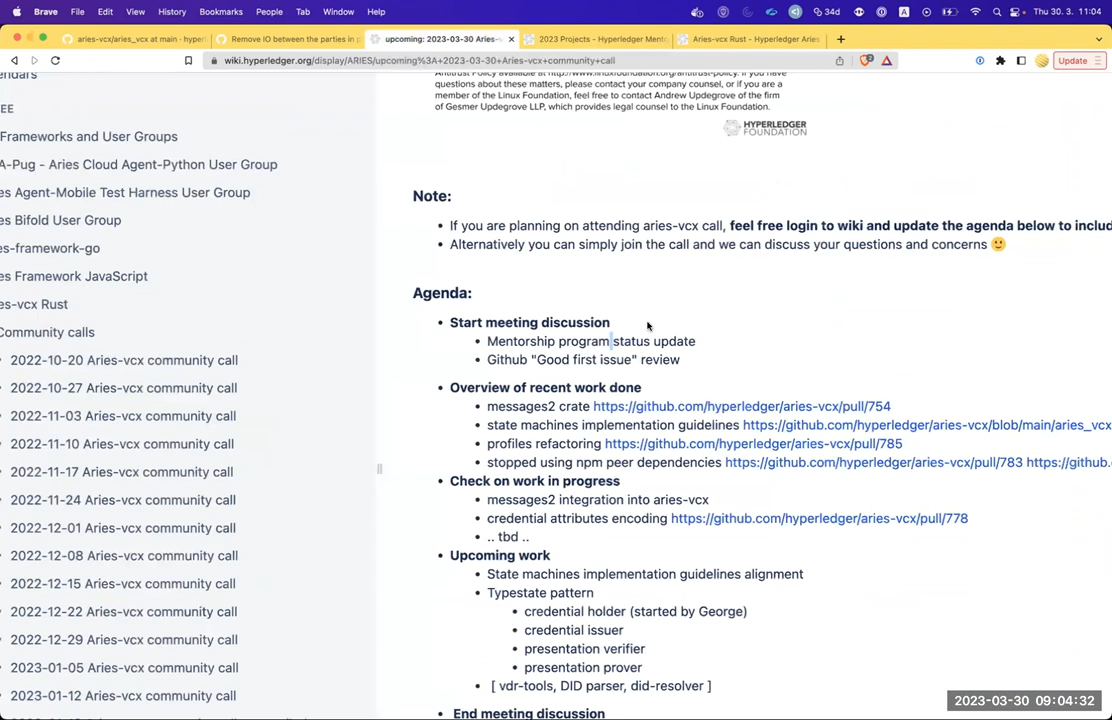 Brave File Edit View History Bookmarks People Tab Window Help 34d A Thu 30. 3. 11:04
aries-vcx/aries_vcx at main · hyperl
Remove IO between the parties in p
upcoming: 2023-03-30 Aries-
2023 Projects - Hyperledger Mento
Aries-vcx Rust - Hyperledger Aries
wiki.hyperledger.org/display/ARIES/upcoming%3A+2023-03-30+Aries-vcx+community+call
2
Update
endars
EE
Frameworks and User Groups
A-Pug - Aries Cloud Agent-Python User Group
es Agent-Mobile Test Harness User Group
es Bifold User Group
es-framework-go
es Framework JavaScript
es-vcx Rust
Community calls
2022-10-20 Aries-vcx community call
2022-10-27 Aries-vcx community call
2022-11-03 Aries-vcx community call
2022-11-10 Aries-vcx community call
2022-11-17 Aries-vcx community call
2022-11-24 Aries-vcx community call
2022-12-01 Aries-vcx community call
2022-12-08 Aries-vcx community call
2022-12-15 Aries-vcx community call
2022-12-22 Aries-vcx community call
2022-12-29 Aries-vcx community call
2023-01-05 Aries-vcx community call
2023-01-12 Aries-vcx community call
Antitrust Policy available at http://www.linuxfoundation.org/antitrust-policy. If you have
questions about these matters, please contact your company counsel, or if you are a
member of the Linux Foundation, feel free to contact Andrew Updegrove of the firm
of Gesmer Updegrove LLP, which provides legal counsel to the Linux Foundation.
HYPERLEDGER
FOUNDATION
Note:
• If you are planning on attending aries-vcx call, feel free login to wiki and update the agenda below to includ
• Alternatively you can simply join the call and we can discuss your questions and concerns 🙂
Agenda:
• Start meeting discussion
• Mentorship program status update
• Github "Good first issue" review
• Overview of recent work done
• messages2 crate https://github.com/hyperledger/aries-vcx/pull/754
• state machines implementation guidelines https://github.com/hyperledger/aries-vcx/blob/main/aries_vcx
• profiles refactoring https://github.com/hyperledger/aries-vcx/pull/785
• stopped using npm peer dependencies https://github.com/hyperledger/aries-vcx/pull/783 https://github.
• Check on work in progress
• messages2 integration into aries-vcx
• credential attributes encoding https://github.com/hyperledger/aries-vcx/pull/778
• .. tbd ..
• Upcoming work
• State machines implementation guidelines alignment
• Typestate pattern
• credential holder (started by George)
• credential issuer
• presentation verifier
• presentation prover
• [ vdr-tools, DID parser, did-resolver ]
• End meeting discussion
2023-03-30 09:04:32